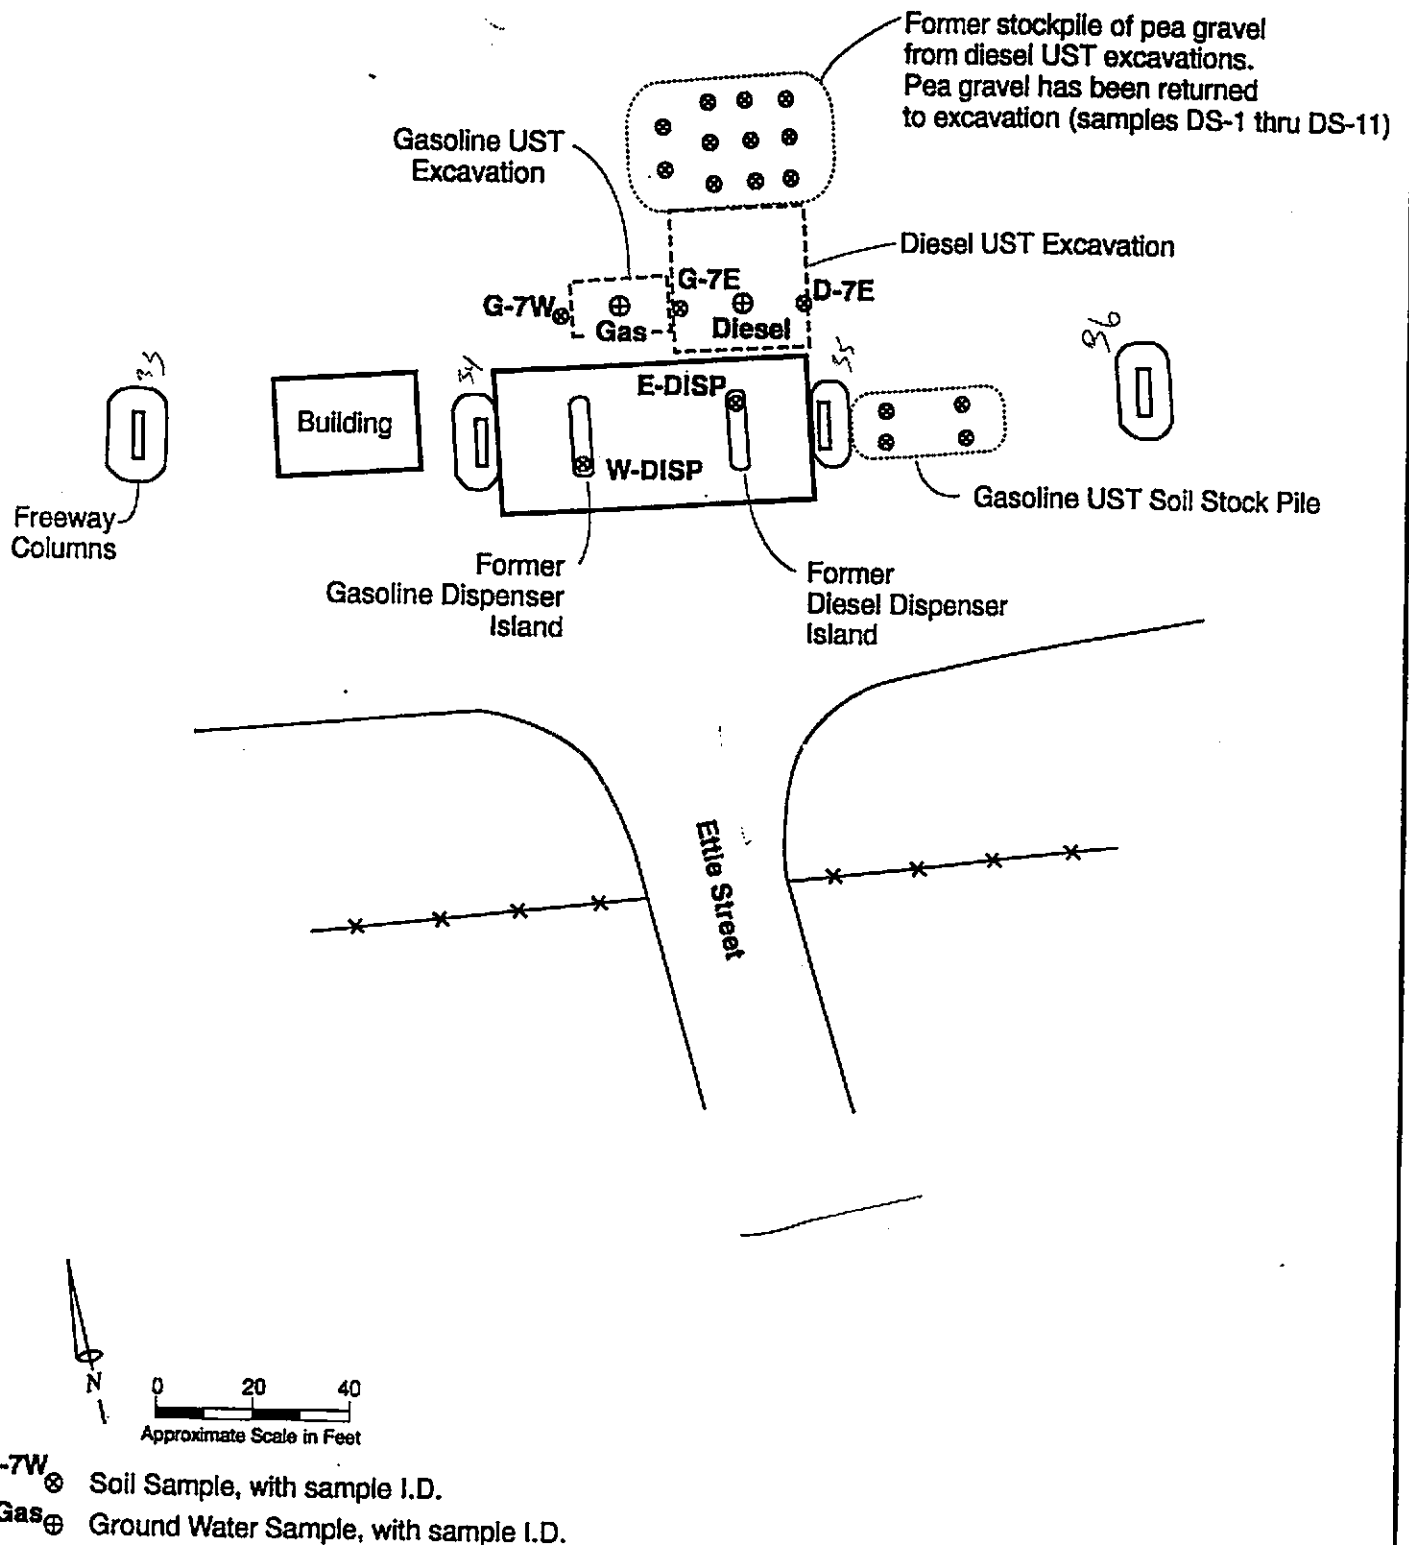 Former stockpile of pea gravel
from diesel UST excavations.
Pea gravel has been returned
to excavation (samples DS-1 thru DS-11)
Gasoline UST
Excavation
Diesel UST Excavation
G-7E
D-7E
G-7W
Gas
Diesel
33
34
35
36
Building
E-DISP
W-DISP
Gasoline UST Soil Stock Pile
Freeway
Columns
Former
Gasoline Dispenser
Island
Former
Diesel Dispenser
Island
Ettie Street
N
0 20 40
Approximate Scale in Feet
-7W
Soil Sample, with sample I.D.
Gas
Ground Water Sample, with sample I.D.